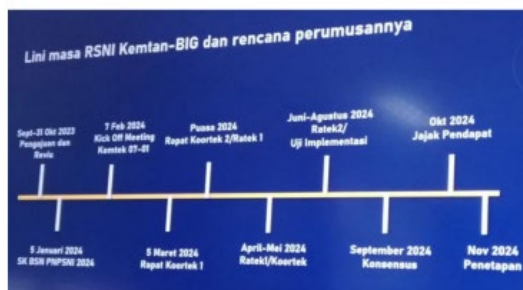 Lini masa RSNI Kemtan-BIG dan rencana perumusannya
Sept-31 Okt 2023
Pengajuan dan
Reviu
7 Feb 2024
Kick Off Meeting
Komtek 07-01
Puasa 2024
Rapat Koortek 2/Ratek 1
Juni-Agustus 2024
Ratek2/
Uji Implementasi
Okt 2024
Jajak Pendapat
5 Januari 2024
SK BSN PNPSNI 2024
5 Maret 2024
Rapat Koortek 1
April-Mei 2024
Ratek1/Koortek
September 2024
Konsensus
Nov 2024
Penetapan